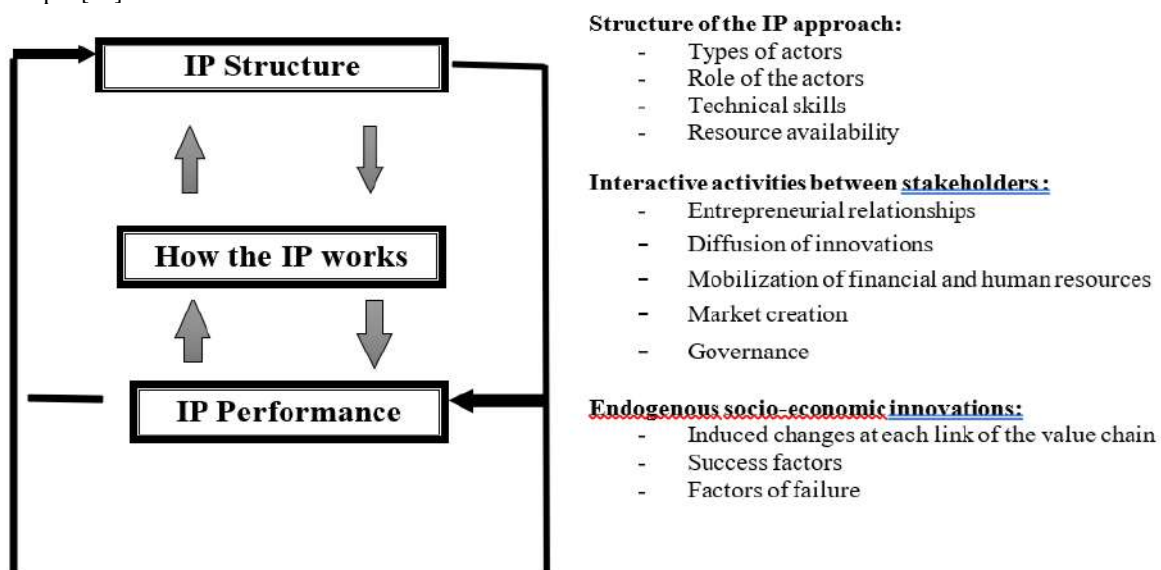 IP Structure
How the IP works
IP Performance
Structure of the IP approach:
- Types of actors
- Role of the actors
- Technical skills
- Resource availability
Interactive activities between stakeholders :
- Entrepreneurial relationships
- Diffusion of innovations
- Mobilization of financial and human resources
- Market creation
- Governance
Endogenous socio-economic innovations:
- Induced changes at each link of the value chain
- Success factors
- Factors of failure